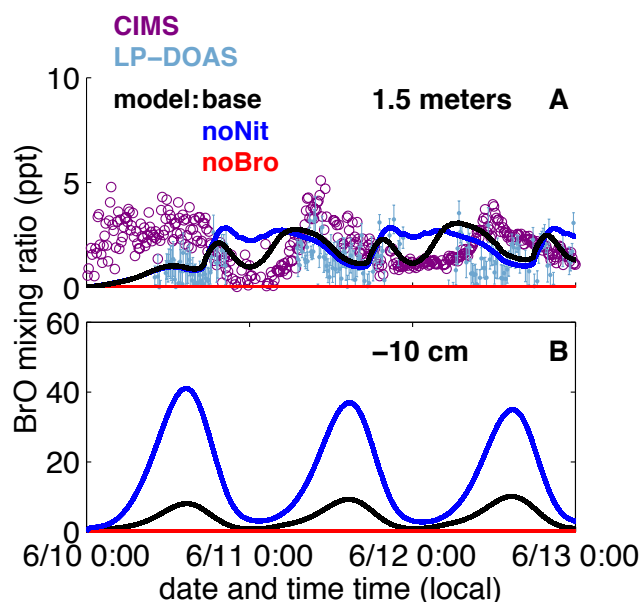 CIMS
LP−DOAS
model: base 1.5 meters A
noNit
noBro
10
5
0
BrO mixing ratio (ppt)
60
−10 cm B
40
20
0
6/10 0:00 6/11 0:00 6/12 0:00 6/13 0:00
date and time time (local)